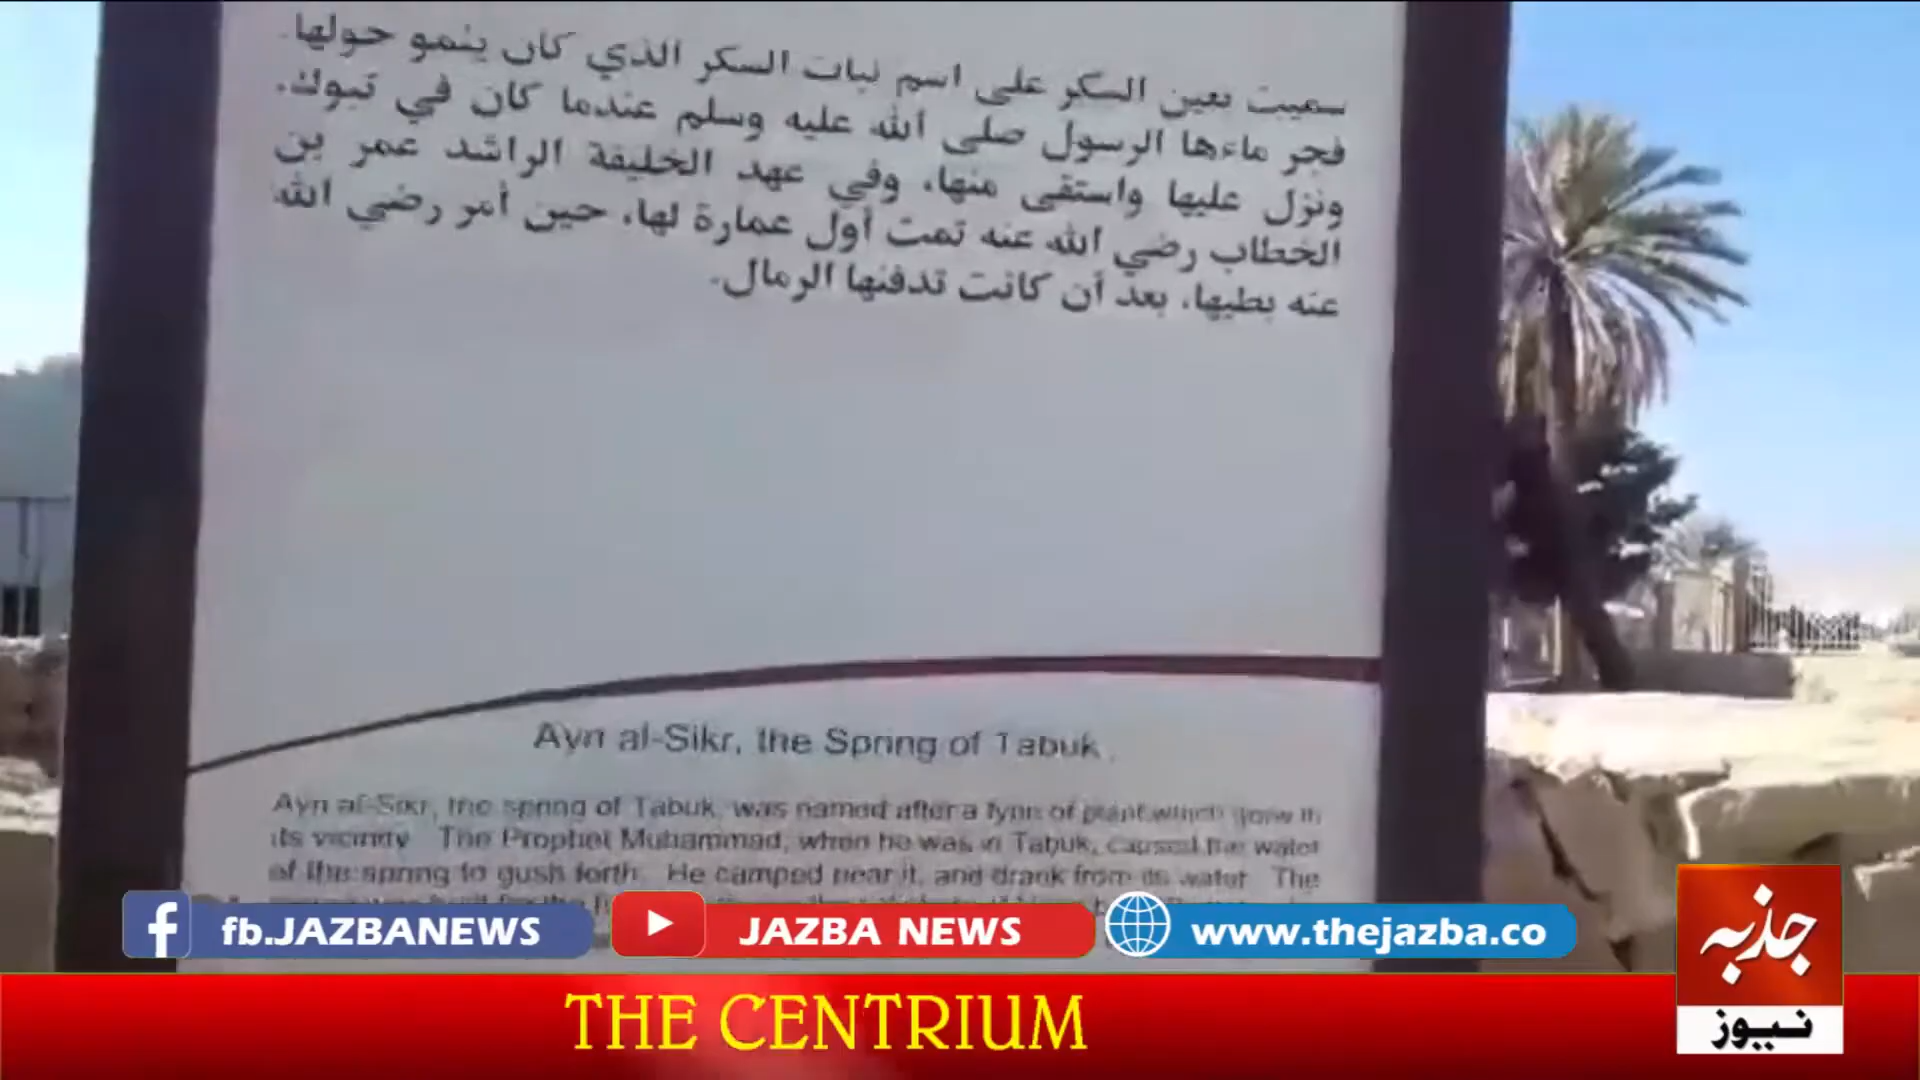 سميت بعين السكر على اسم نبات السكر الذي كان ينمو حولها.
فجر ماءها الرسول صلى الله عليه وسلم عندما كان في تبوك،
ونزل عليها واستقى منها، وفي عهد الخليفة الراشد عمر بن
الخطاب رضي الله عنه تمت أول عمارة لها، حين أمر رضي الله
عنه بطيها، بعد أن كانت تدفنها الرمال.
Ayn al-Sikr, the Spring of Tabuk.
Ayn al-Sikr, the spring of Tabuk, was named after a type of plant which grow in
its vicinity. The Prophet Muhammad, when he was in Tabuk, caused the water
of the spring to gush forth. He camped near it, and drank from its water. The
fb.JAZBANEWS
JAZBA NEWS
www.thejazba.co
جذبہ
نیوز
THE CENTRIUM